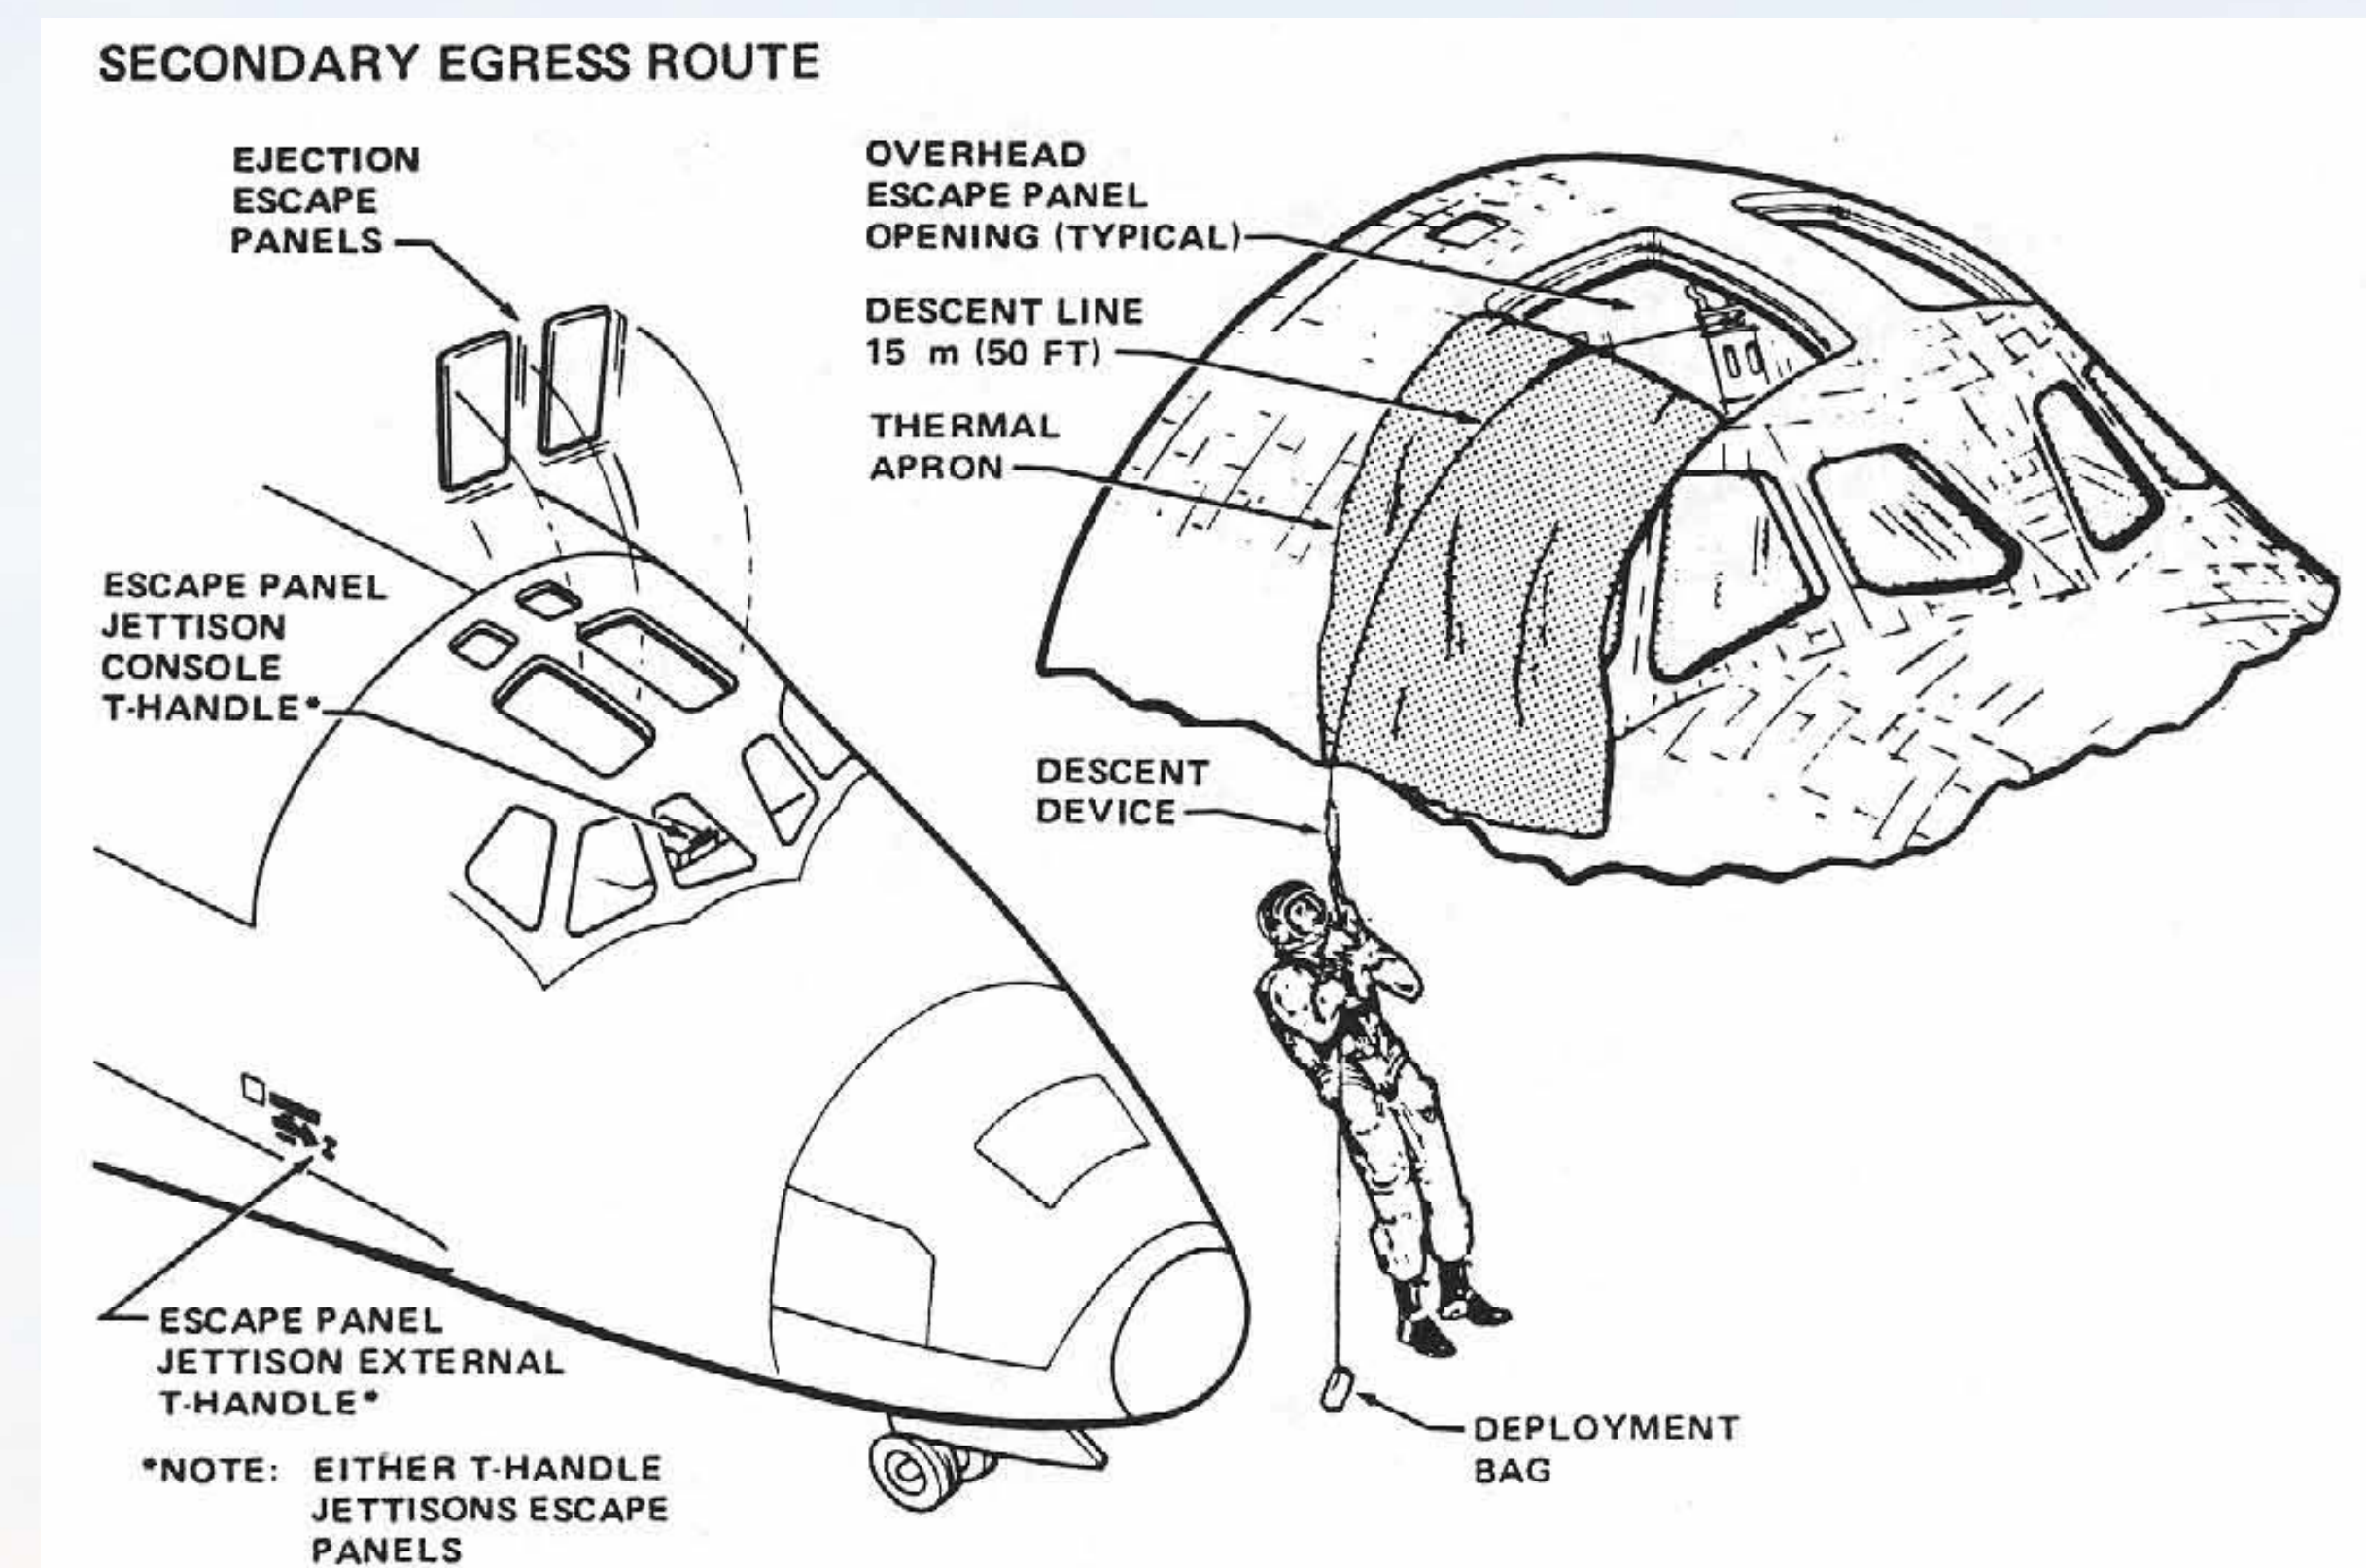 SECONDARY EGRESS ROUTE
EJECTION
ESCAPE
PANELS
OVERHEAD
ESCAPE PANEL
OPENING (TYPICAL)
DESCENT LINE
15 m (50 FT)
THERMAL
APRON
ESCAPE PANEL
JETTISON
CONSOLE
T-HANDLE*
DESCENT
DEVICE
ESCAPE PANEL
JETTISON EXTERNAL
T-HANDLE*
DEPLOYMENT
BAG
*NOTE: EITHER T-HANDLE
JETTISONS ESCAPE
PANELS